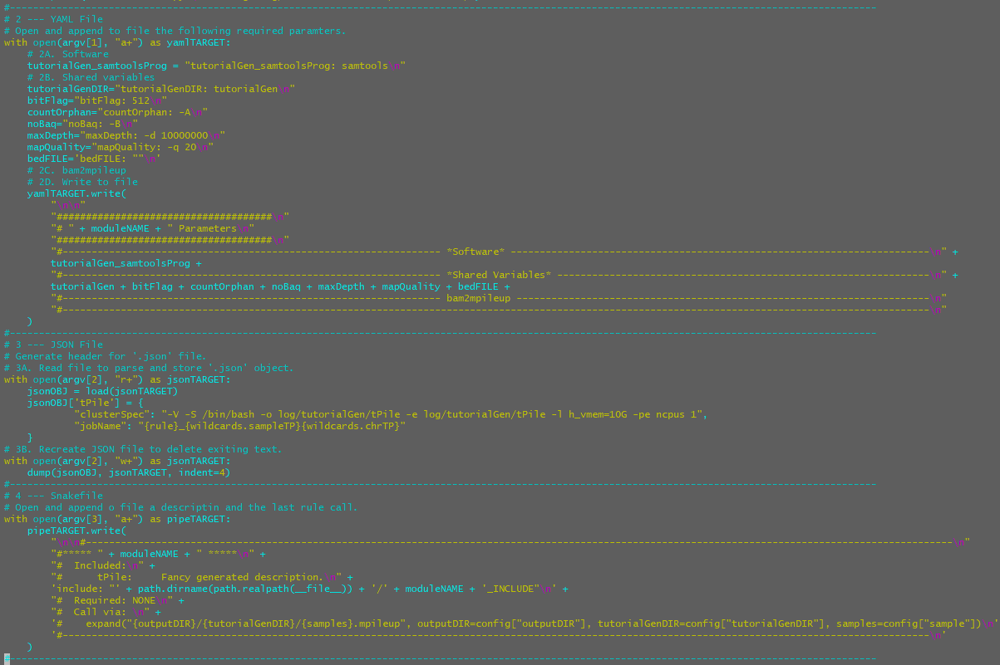 #-----------------------------------------------------------------------------------------------------------------------------------------------------
# 2 --- YAML File
# Open and append to file the following required paramters.
with open(argv[1], "a+") as yamlTARGET:
    # 2A. Software
    tutorialGen_samtoolsProg = "tutorialGen_samtoolsProg: samtools\n"
    # 2B. Shared variables
    tutorialGenDIR="tutorialGenDIR: tutorialGen\n"
    bitFlag="bitFlag: 512\n"
    countOrphan="countOrphan: -A\n"
    noBaq="noBaq: -B\n"
    maxDepth="maxDepth: -d 10000000\n"
    mapQuality="mapQuality: -q 20\n"
    bedFILE='bedFILE: ""\n'
    # 2C. bam2mpileup
    # 2D. Write to file
    yamlTARGET.write(
        "\n\n"
        "#####################################\n"
        "# " + moduleNAME + " Parameters\n"
        "#####################################\n"
        "#----------------------------------------------------------------- *Software* ------------------------------------------------------------------------\n" +
        tutorialGen_samtoolsProg +
        "#----------------------------------------------------------------- *Shared Variables* ----------------------------------------------------------------\n" +
        tutorialGen + bitFlag + countOrphan + noBaq + maxDepth + mapQuality + bedFILE +
        "#----------------------------------------------------------------- bam2mpileup -----------------------------------------------------------------------\n"
        "#-----------------------------------------------------------------------------------------------------------------------------------------------------\n"
    )
#-----------------------------------------------------------------------------------------------------------------------------------------------------
# 3 --- JSON File
# Generate header for '.json' file.
# 3A. Read file to parse and store '.json' object.
with open(argv[2], "r+") as jsonTARGET:
    jsonOBJ = load(jsonTARGET)
    jsonOBJ['tPile'] = {
            "clusterSpec": "-V -S /bin/bash -o log/tutorialGen/tPile -e log/tutorialGen/tPile -l h_vmem=10G -pe ncpus 1",
            "jobName": "{rule}_{wildcards.sampleTP}{wildcards.chrTP}"
    }
# 3B. Recreate JSON file to delete exiting text.
with open(argv[2], "w+") as jsonTARGET:
    dump(jsonOBJ, jsonTARGET, indent=4)
#-----------------------------------------------------------------------------------------------------------------------------------------------------
# 4 --- Snakefile
# Open and append o file a descriptin and the last rule call.
with open(argv[3], "a+") as pipeTARGET:
    pipeTARGET.write(
        "\n\n#-----------------------------------------------------------------------------------------------------------------------------------------------------\n"
        "#***** " + moduleNAME + " *****\n" +
        "#  Included:\n" +
        "#      tPile:     Fancy generated description.\n" +
        'include: "' + path.dirname(path.realpath(__file__)) + '/' + moduleNAME + '_INCLUDE"\n' +
        "#  Required: NONE\n" +
        "#  Call via: \n" +
        '#    expand("{outputDIR}/{tutorialGenDIR}/{samples}.mpileup", outputDIR=config["outputDIR"], tutorialGenDIR=config["tutorialGenDIR"], samples=config["sample"])\n'
        '#-----------------------------------------------------------------------------------------------------------------------------------------------------\n'
    )
#-----------------------------------------------------------------------------------------------------------------------------------------------------